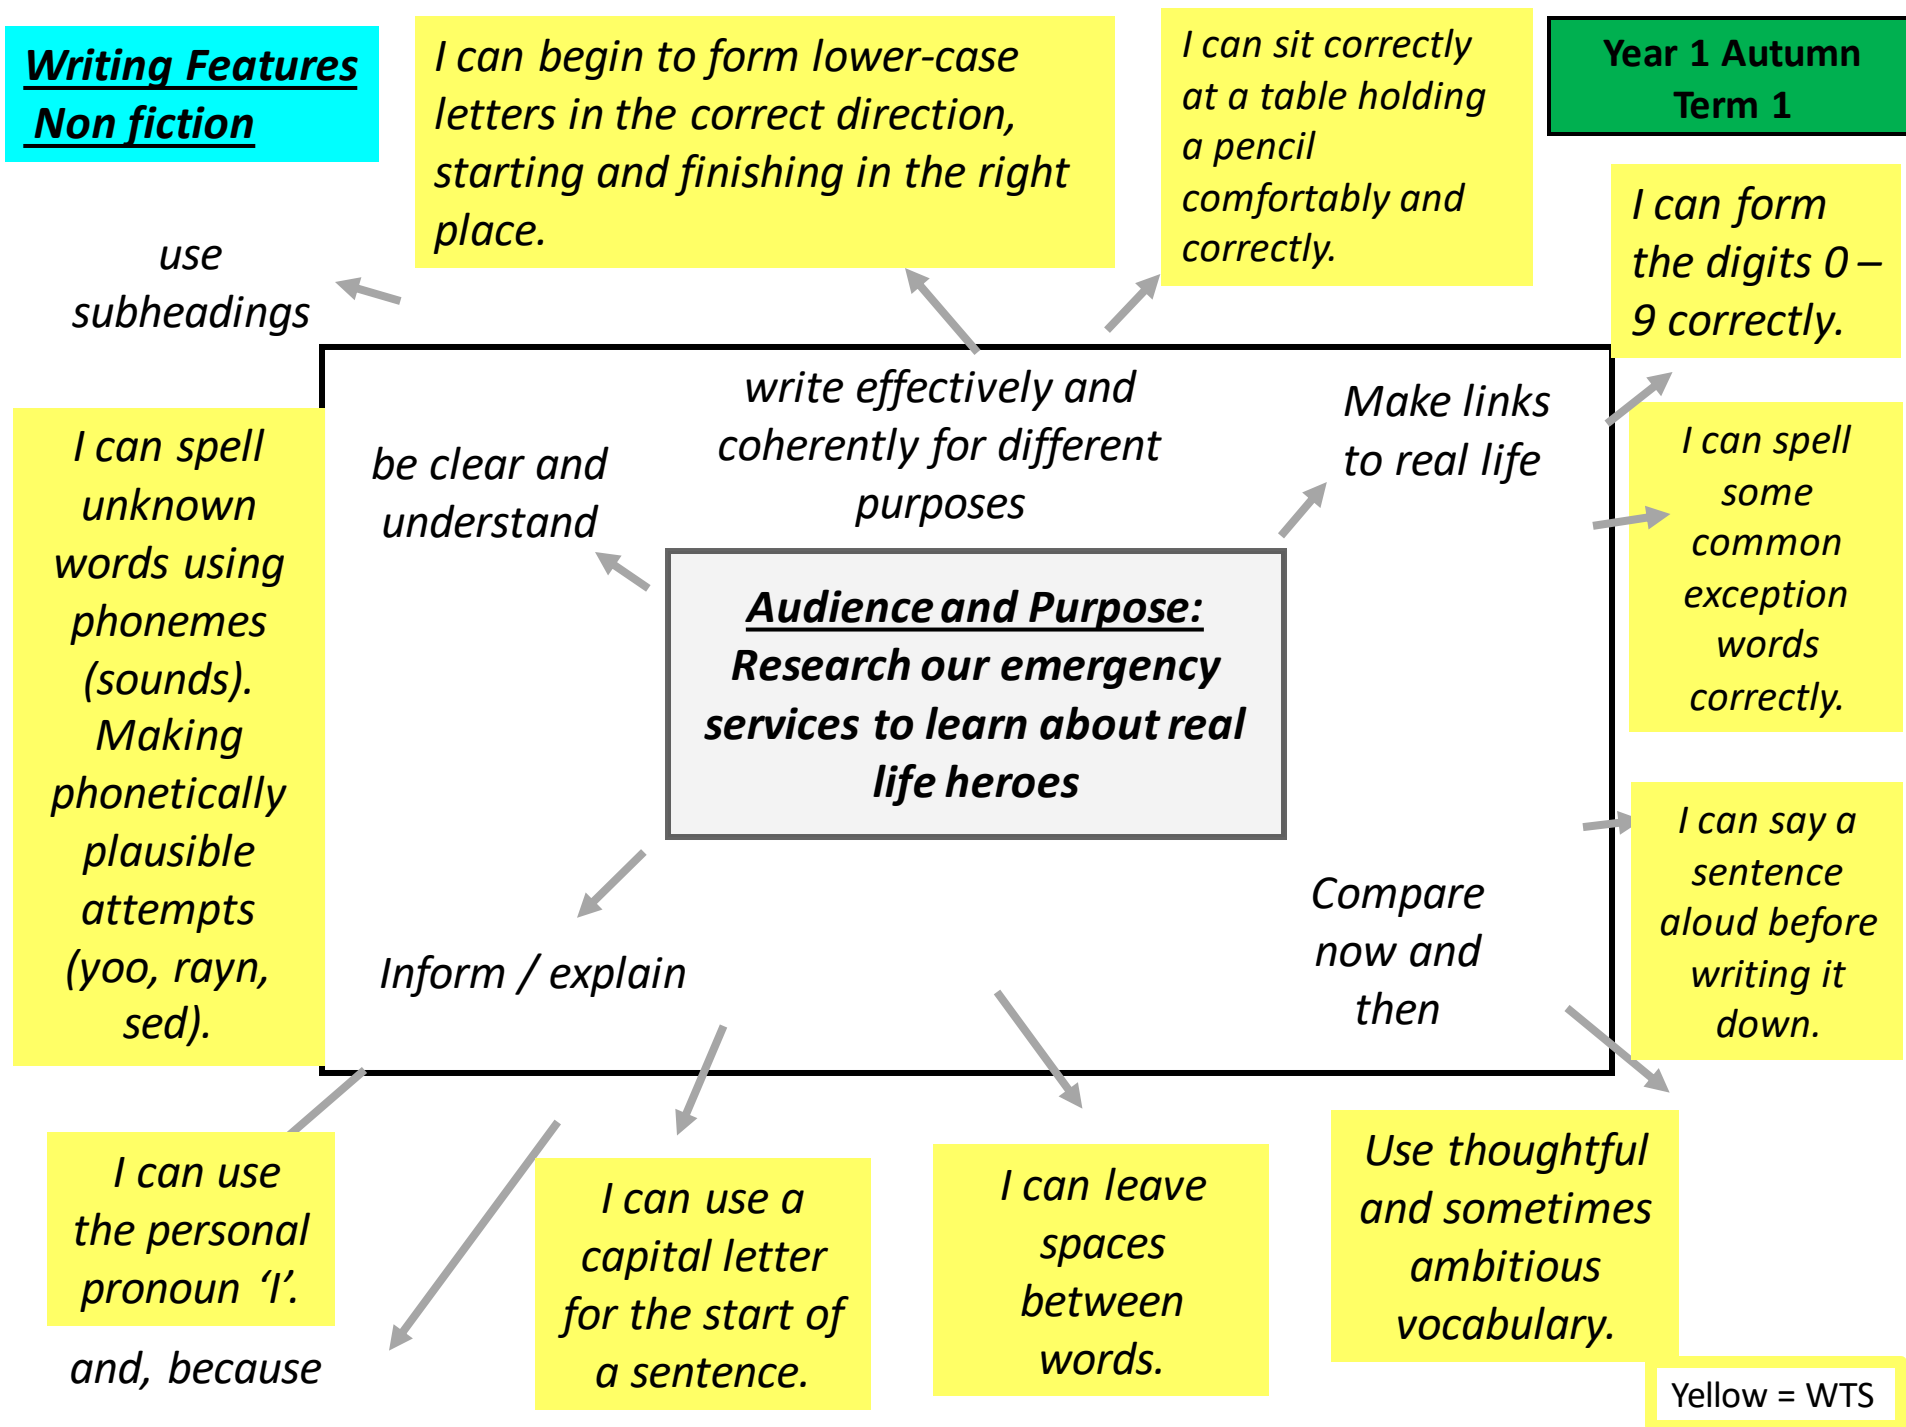 Writing Features
Non fiction
I can begin to form lower-case
letters in the correct direction,
starting and finishing in the right
place.
I can sit correctly
at a table holding
a pencil
comfortably and
correctly.
Year 1 Autumn
Term 1
I can form
the digits 0 –
9 correctly.
use
subheadings
I can spell
unknown
words using
phonemes
(sounds).
Making
phonetically
plausible
attempts
(yoo, rayn,
sed).
be clear and
understand
write effectively and
coherently for different
purposes
Make links
to real life
I can spell
some
common
exception
words
correctly.
Audience and Purpose:
Research our emergency
services to learn about real
life heroes
Inform / explain
Compare
now and
then
I can say a
sentence
aloud before
writing it
down.
I can use
the personal
pronoun ‘I’.
and, because
I can use a
capital letter
for the start of
a sentence.
I can leave
spaces
between
words.
Use thoughtful
and sometimes
ambitious
vocabulary.
Yellow = WTS